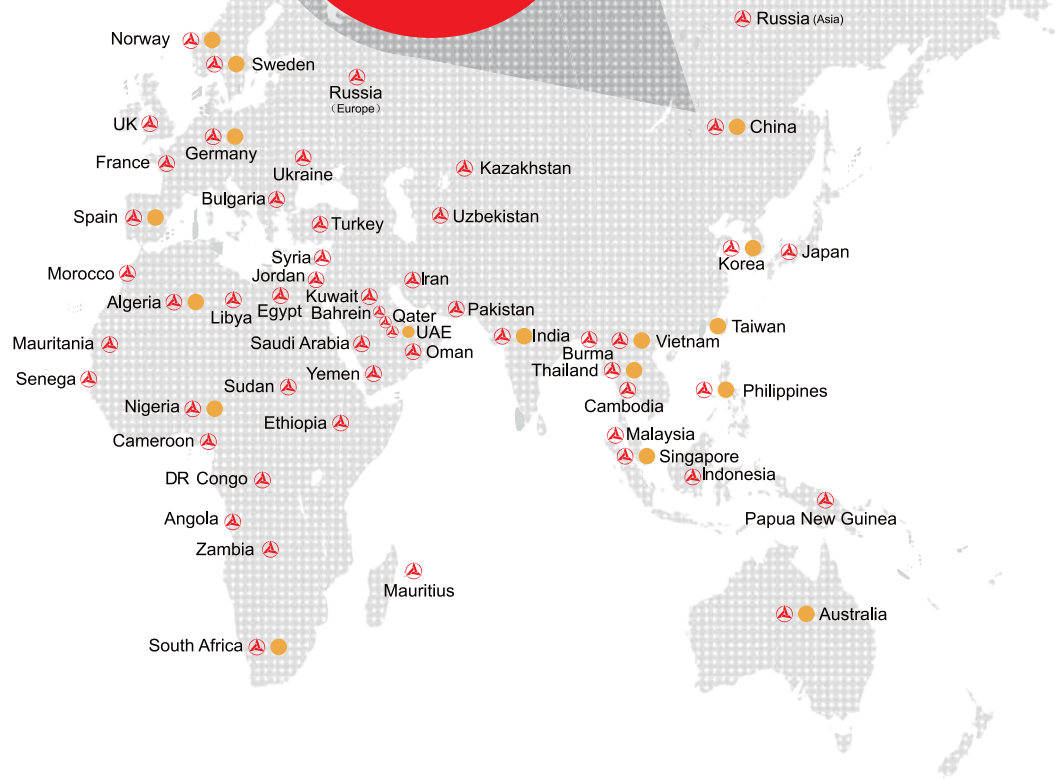 Russia (Asia)
Norway
Sweden
Russia
(Europe)
UK
China
Germany
France
Ukraine
Kazakhstan
Bulgaria
Spain
Uzbekistan
Turkey
Japan
Syria
Korea
Morocco
Jordan
Iran
Kuwait
Algeria
Egypt
Libya
Bahrein
Pakistan
Qater
Taiwan
UAE
India
Vietnam
Mauritania
Saudi Arabia
Oman
Burma
Thailand
Yemen
Senega
Sudan
Philippines
Nigeria
Cambodia
Ethiopia
Malaysia
Cameroon
Singapore
Indonesia
DR Congo
Angola
Papua New Guinea
Zambia
Mauritius
Australia
South Africa